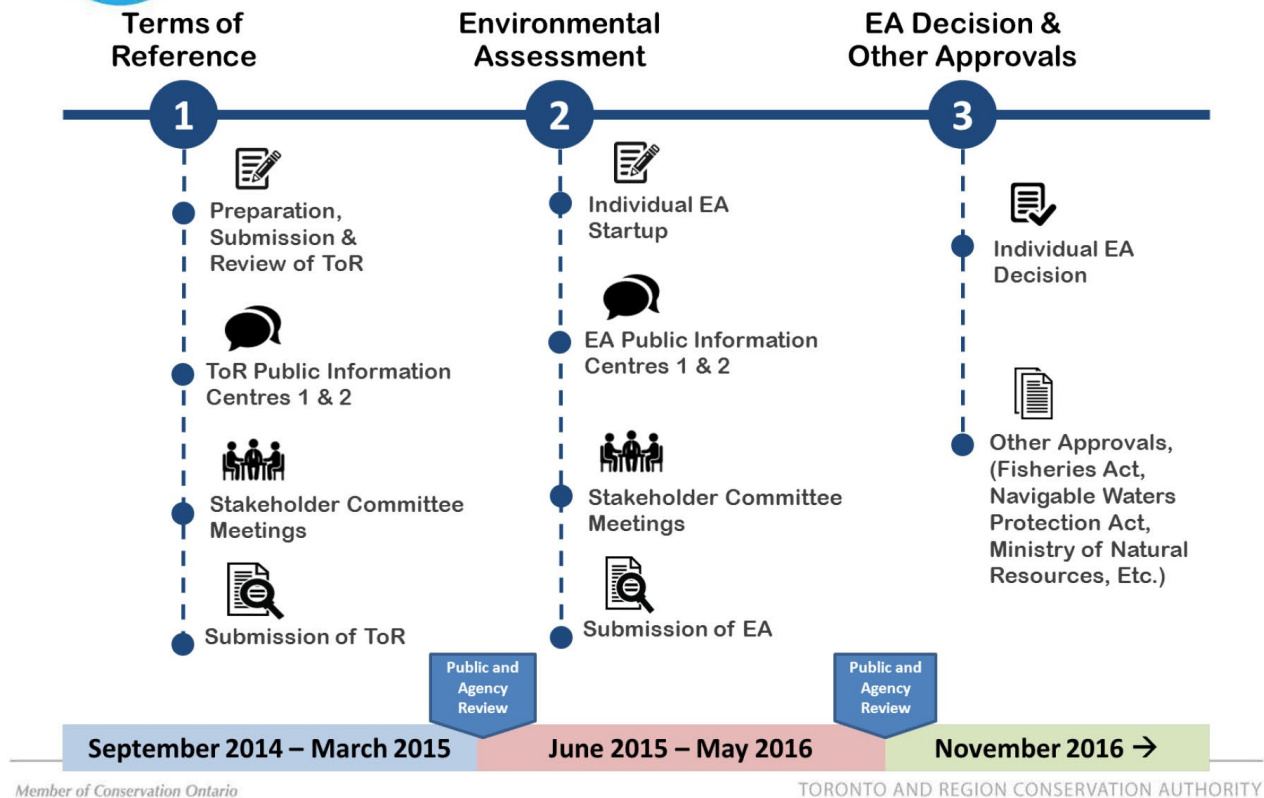 Terms of
Reference
Environmental
Assessment
EA Decision &
Other Approvals
1
2
3
Preparation,
Submission &
Review of ToR
ToR Public Information
Centres 1 & 2
Stakeholder Committee
Meetings
Submission of ToR
Individual EA
Startup
EA Public Information
Centres 1 & 2
Stakeholder Committee
Meetings
Submission of EA
Individual EA
Decision
Other Approvals,
(Fisheries Act,
Navigable Waters
Protection Act,
Ministry of Natural
Resources, Etc.)
Public and
Agency
Review
Public and
Agency
Review
September 2014 – March 2015
June 2015 – May 2016
November 2016 →
Member of Conservation Ontario
TORONTO AND REGION CONSERVATION AUTHORITY